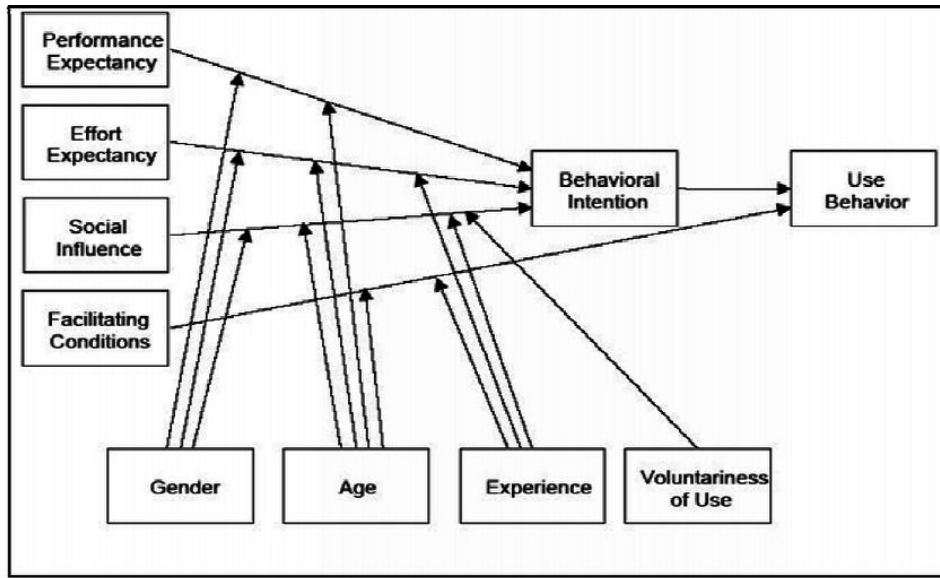 Performance
Expectancy
Effort
Expectancy
Social
Influence
Facilitating
Conditions
Behavioral
Intention
Use
Behavior
Gender
Age
Experience
Voluntariness
of Use